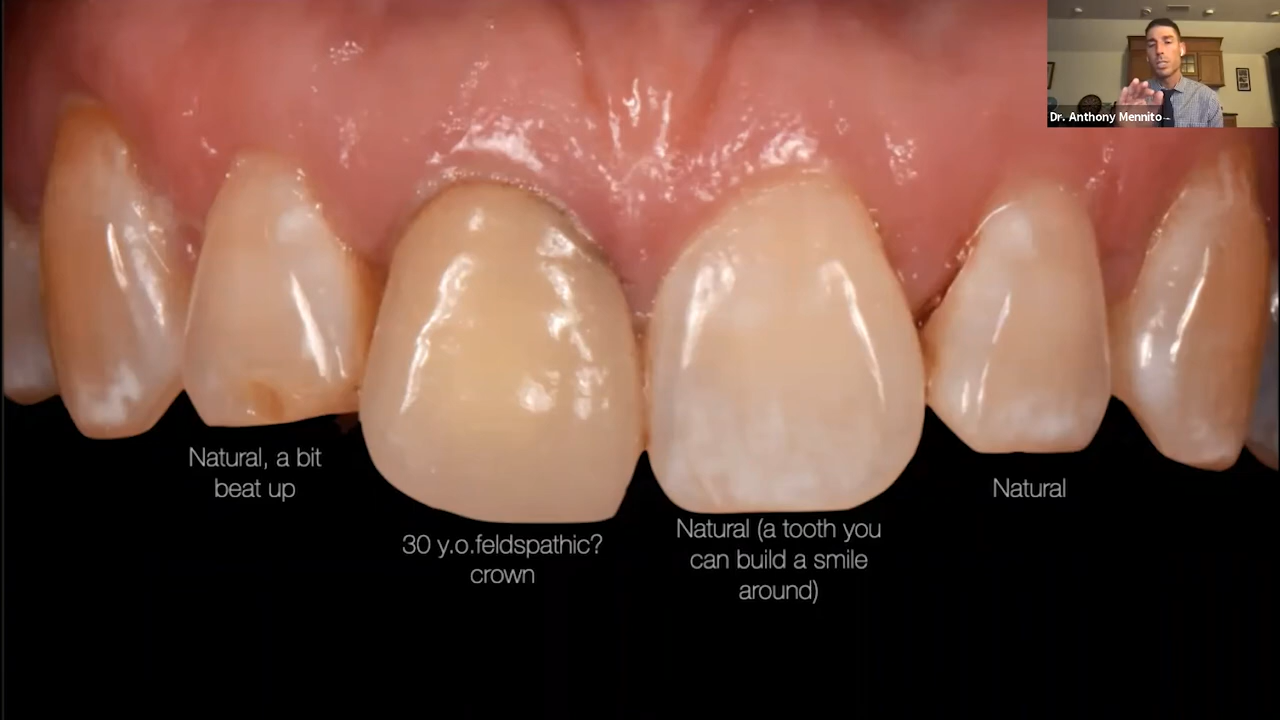 Dr. Anthony Mennito
Natural, a bit
beat up
30 y.o.feldspathic?
crown
Natural (a tooth you
can build a smile
around)
Natural